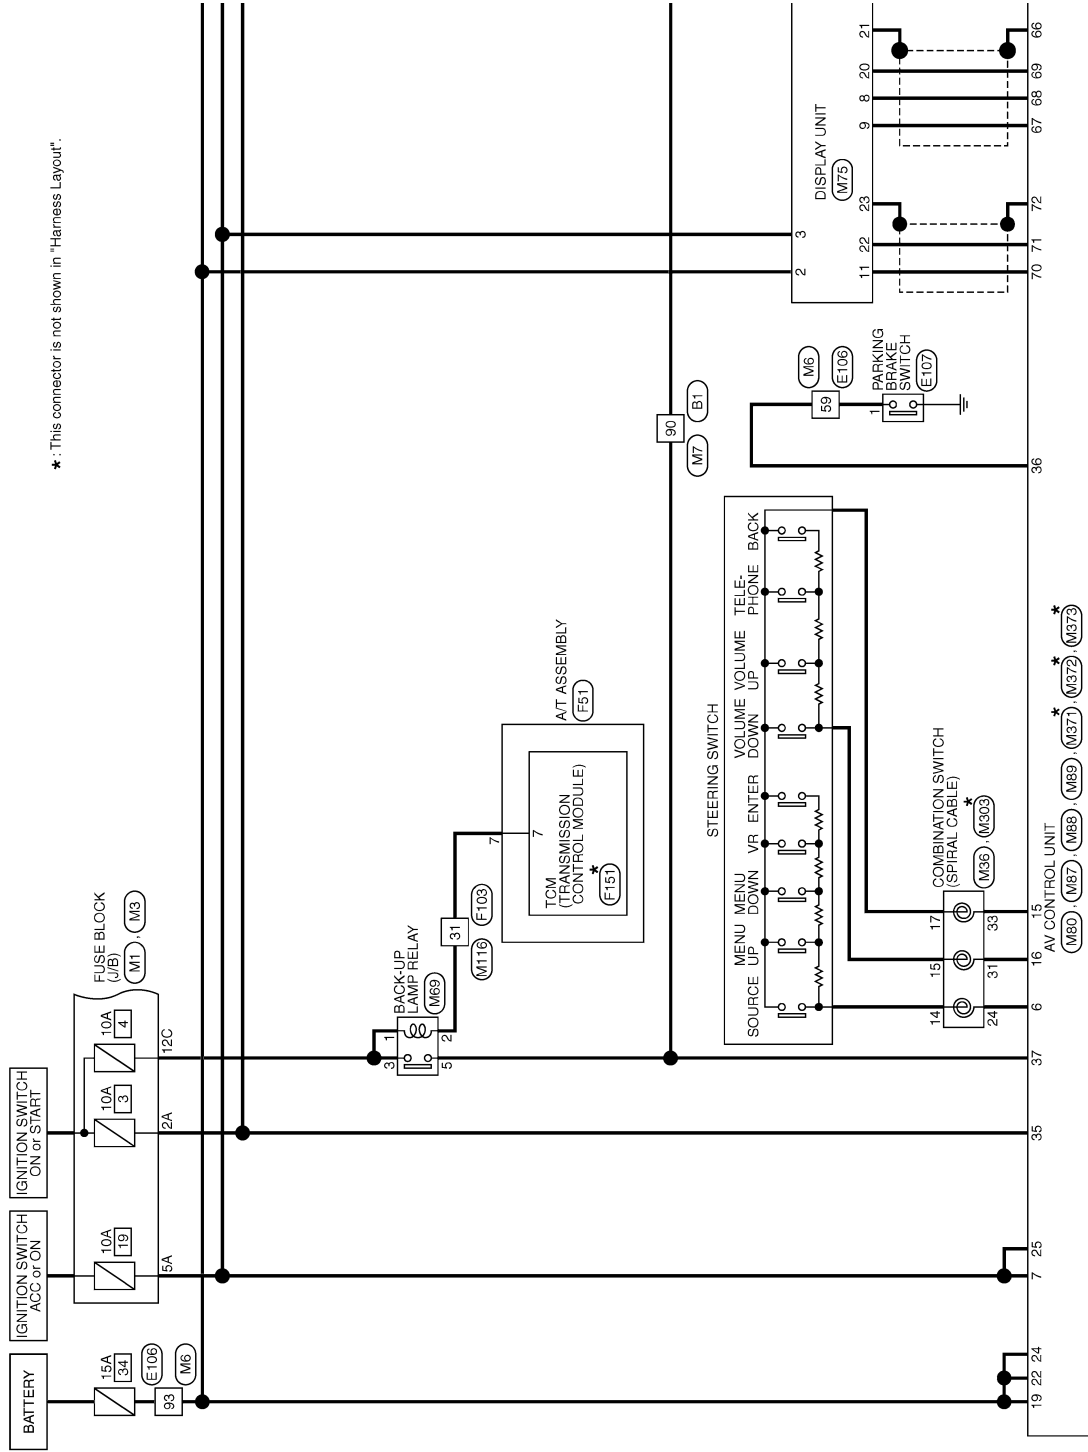 BATTERY
15A
34
E106
93
M6
IGNITION SWITCH
ACC or ON
10A
19
5A
IGNITION SWITCH
ON or START
10A
3
2A
10A
4
12C
FUSE BLOCK
(J/B)
M1 , M3
* : This connector is not shown in "Harness Layout".
BACK-UP
LAMP RELAY
M69
1
3
2
5
31
M116
F103
A/T ASSEMBLY
F51
7
7
TCM
(TRANSMISSION
CONTROL MODULE)
*
F151
90
M7
B1
STEERING SWITCH
SOURCE
MENU
UP
MENU
DOWN
VR
ENTER
VOLUME
DOWN
VOLUME
UP
TELE-
PHONE
BACK
COMBINATION SWITCH
(SPIRAL CABLE)
M36 , M303 *
14
15
17
24
31
33
M6
E106
59
PARKING
BRAKE
SWITCH
E107
1
DISPLAY UNIT
M75
2
3
11
22
23
9
8
20
21
19
22
24
7
25
35
37
6
16
15
36
70
71
72
67
68
69
66
AV CONTROL UNIT
M80 , M87 , M88 , M89 , M371 * , M372 * , M373 *